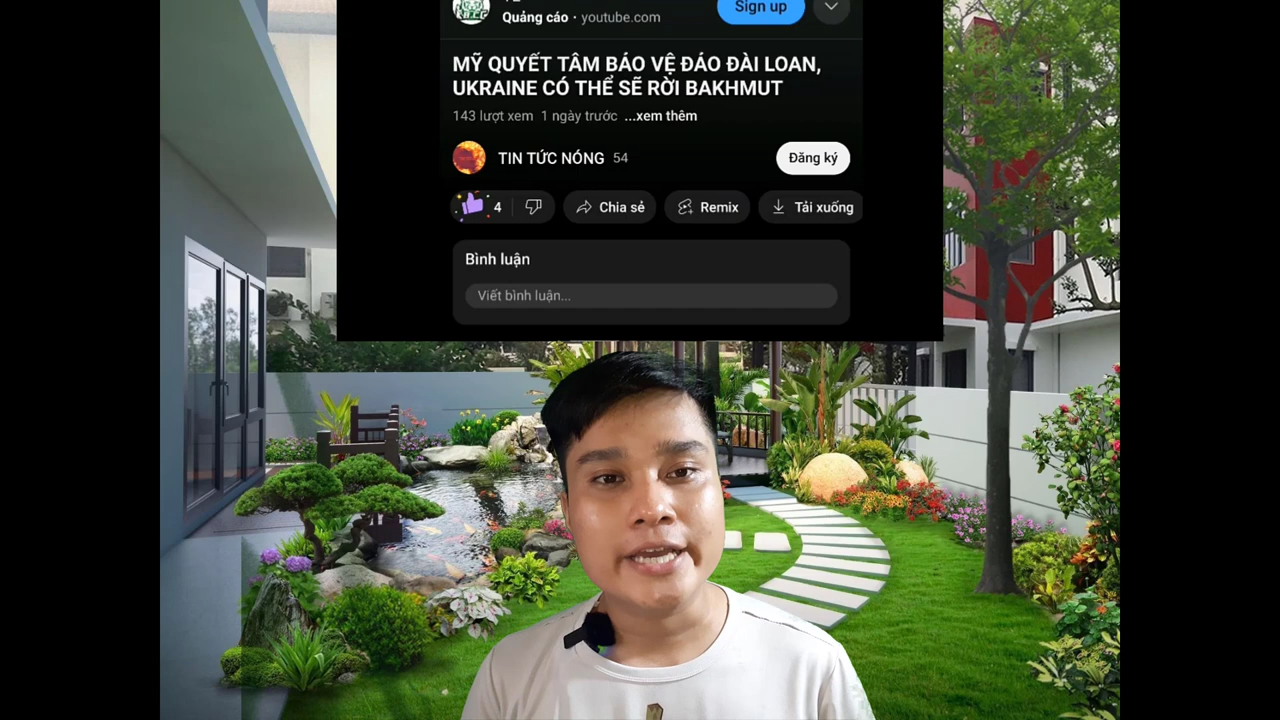 Quảng cáo · youtube.com
Sign up
MỸ QUYẾT TÂM BẢO VỆ ĐẢO ĐÀI LOAN,
UKRAINE CÓ THỂ SẼ RỜI BAKHMUT
143 lượt xem 1 ngày trước ...xem thêm
TIN TỨC NÓNG 54
Đăng ký
4
Chia sẻ
Remix
Tải xuống
Bình luận
Viết bình luận...